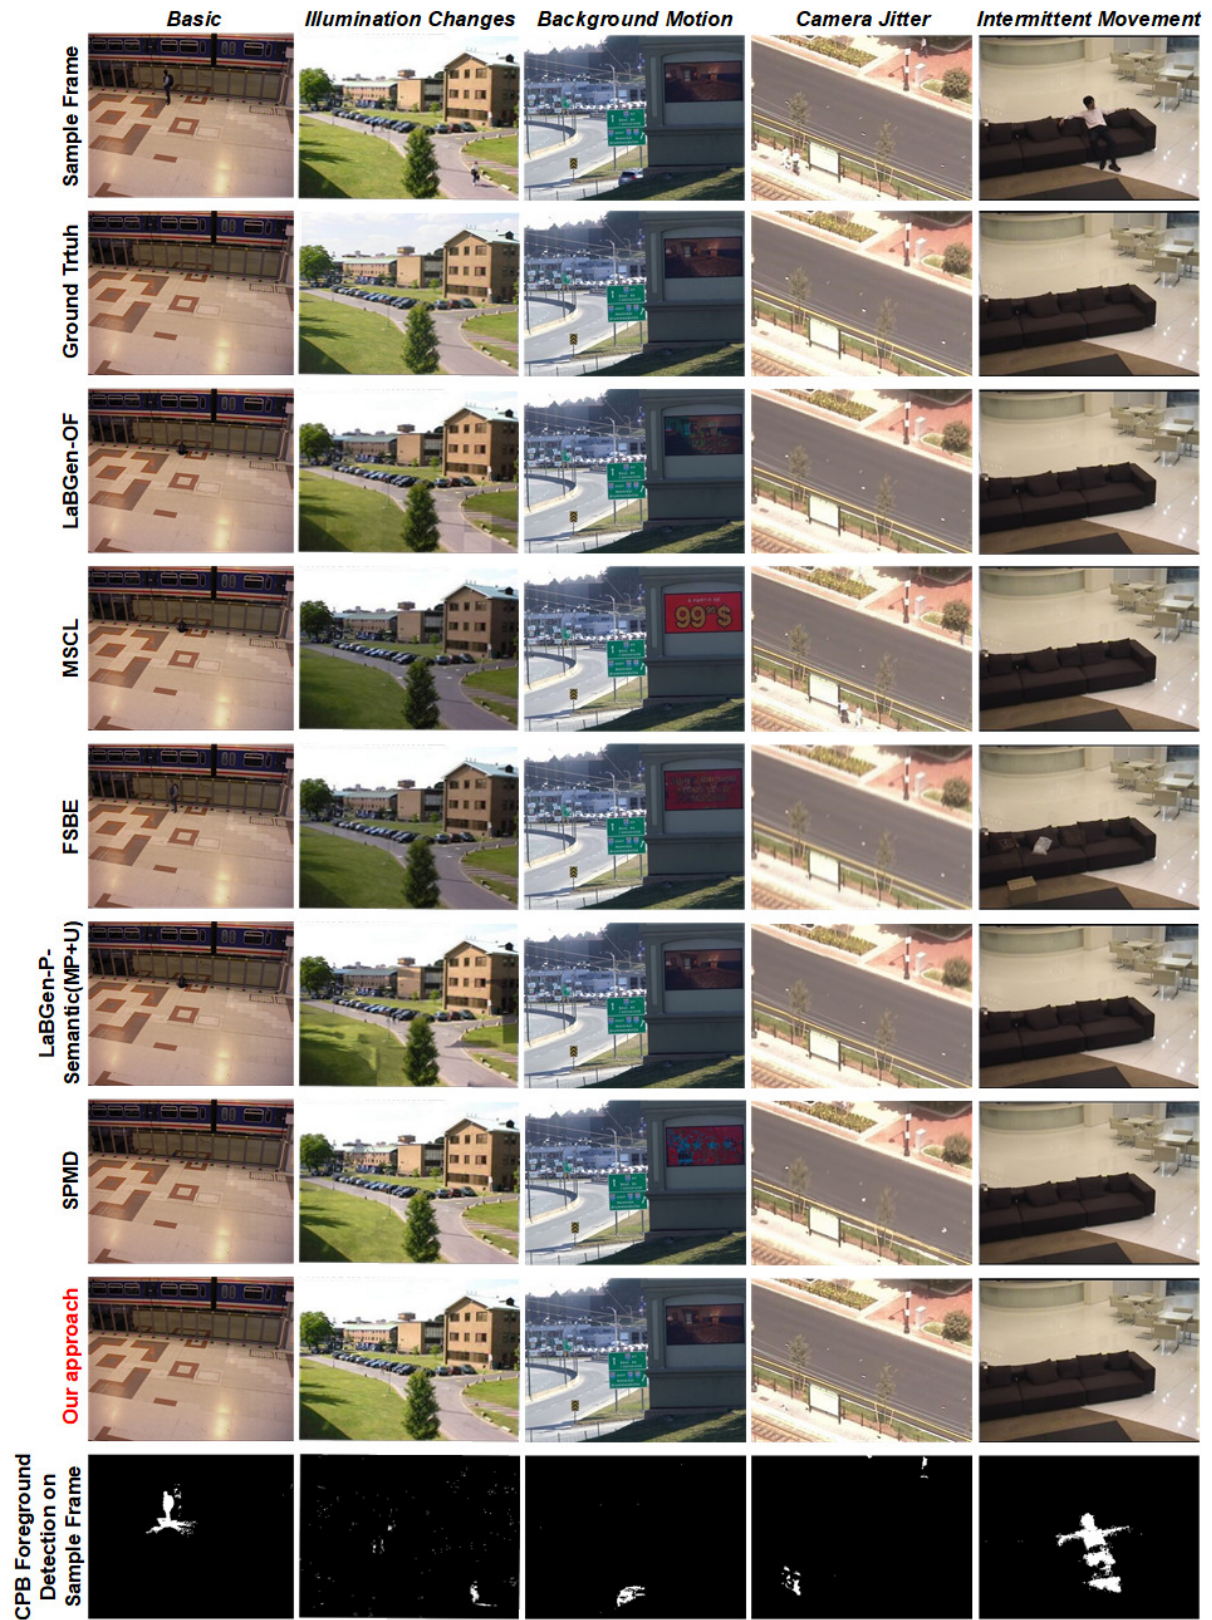 Basic Illumination Changes Background Motion Camera Jitter Intermittent Movement
Sample Frame
Ground Trtuh
LaBGen-OF
MSCL
99
$
FSBE
LaBGen-P-
Semantic(MP+U)
SPMD
Our approach
CPB Foreground
Detection on
Sample Frame